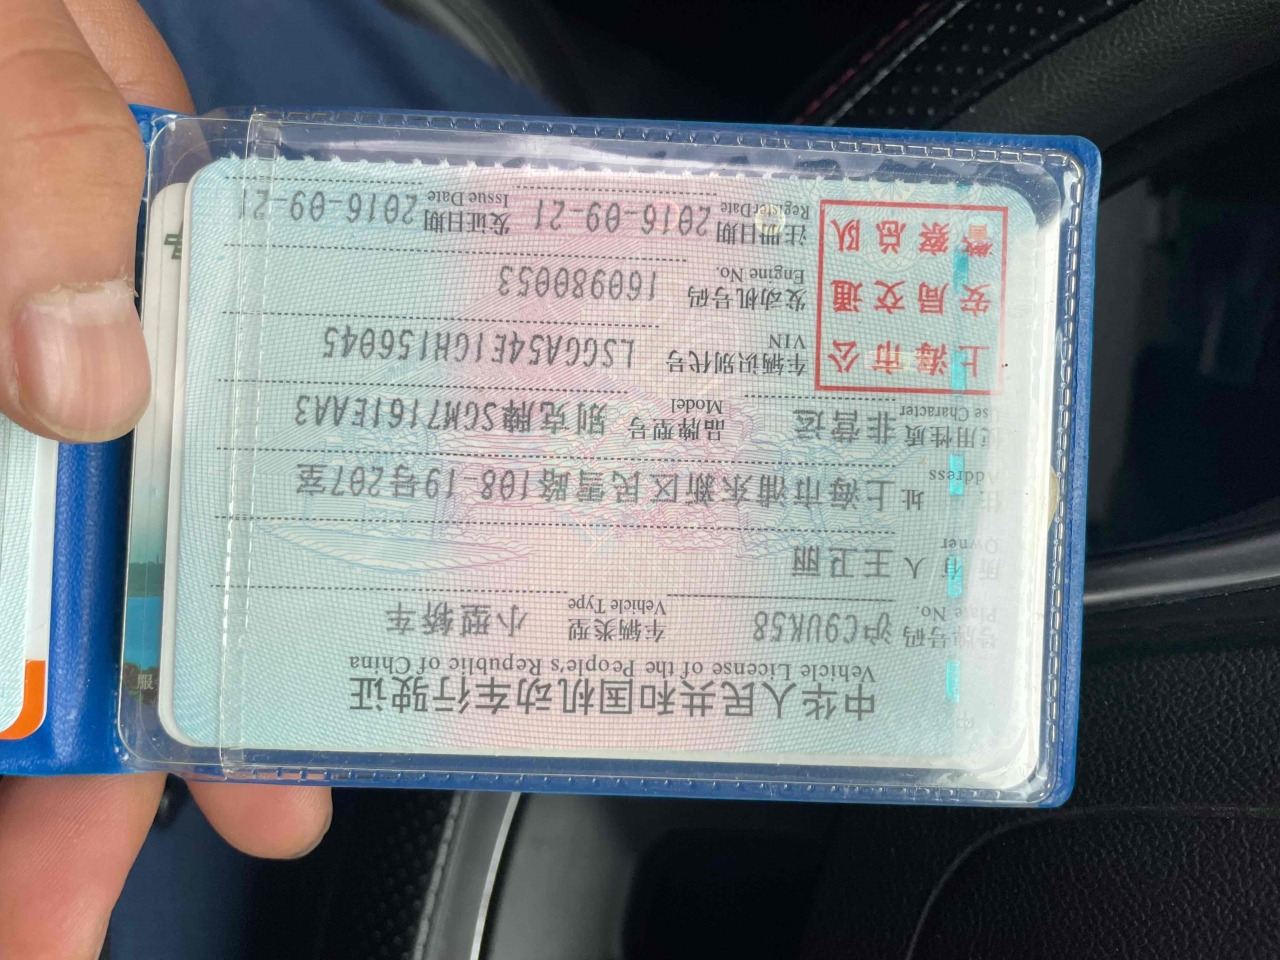 中华人民共和国机动车行驶证
Vehicle License of the People's Republic of China
号牌号码 沪C9UK58 车辆类型 小型轿车
Plate No. Vehicle Type
所有人 王卫丽
Owner
住址 上海市浦东新区民雪路108-19号207室
Address
使用性质 非营运 品牌型号 别克牌SGM7161EAA3
Use Character Model
上海市公
安局交通
警察总队
车辆识别代号 LSGGA54E1GH156045
VIN
发动机号码 160980053
Engine No.
注册日期 2016-09-21 发证日期 2016-09-21
Register Date Issue Date
服